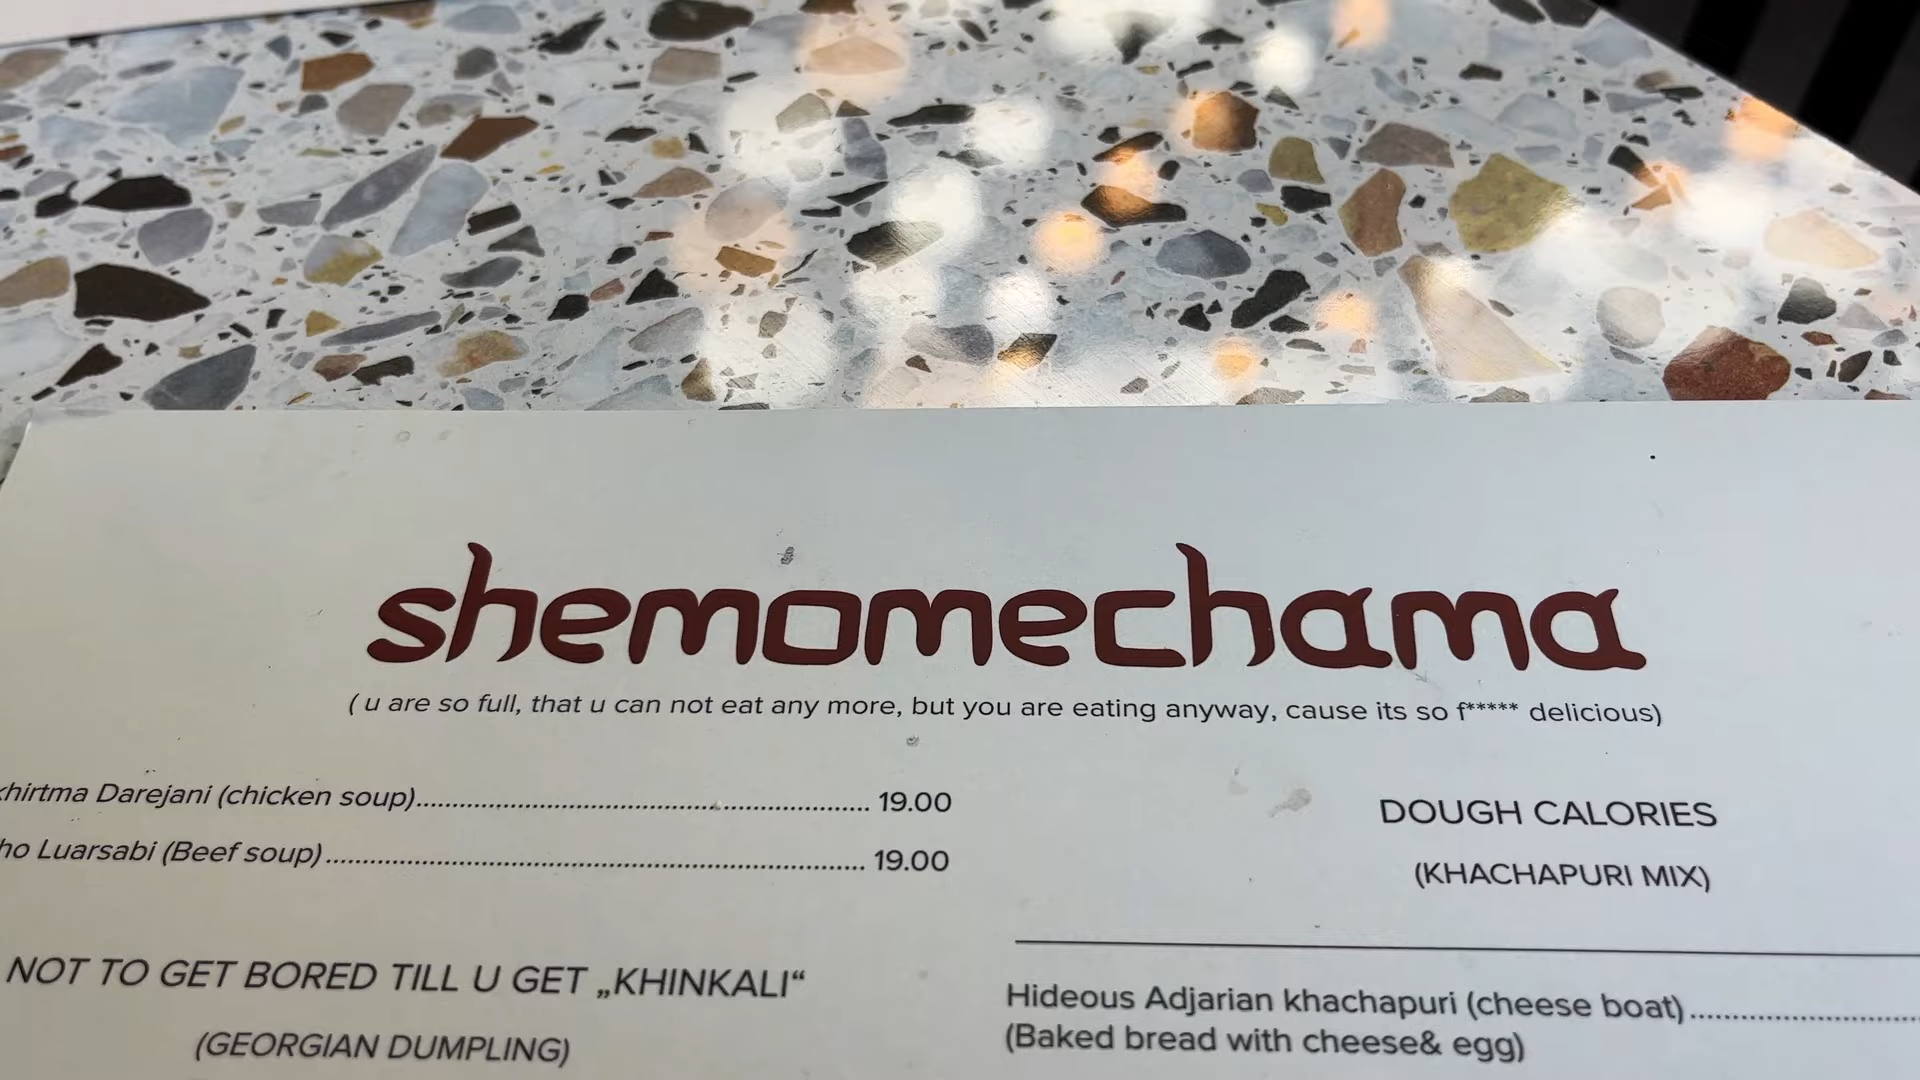 shemomechama
( u are so full, that u can not eat any more, but you are eating anyway, cause its so f***** delicious)
Darejani (chicken soup)........ 19.00
Luarsabi (Beef soup)........ 19.00
NOT TO GET BORED TILL U GET „KHINKALI“
(GEORGIAN DUMPLING)
DOUGH CALORIES
(KHACHAPURI MIX)
Hideous Adjarian khachapuri (cheese boat)........
(Baked bread with cheese& egg)